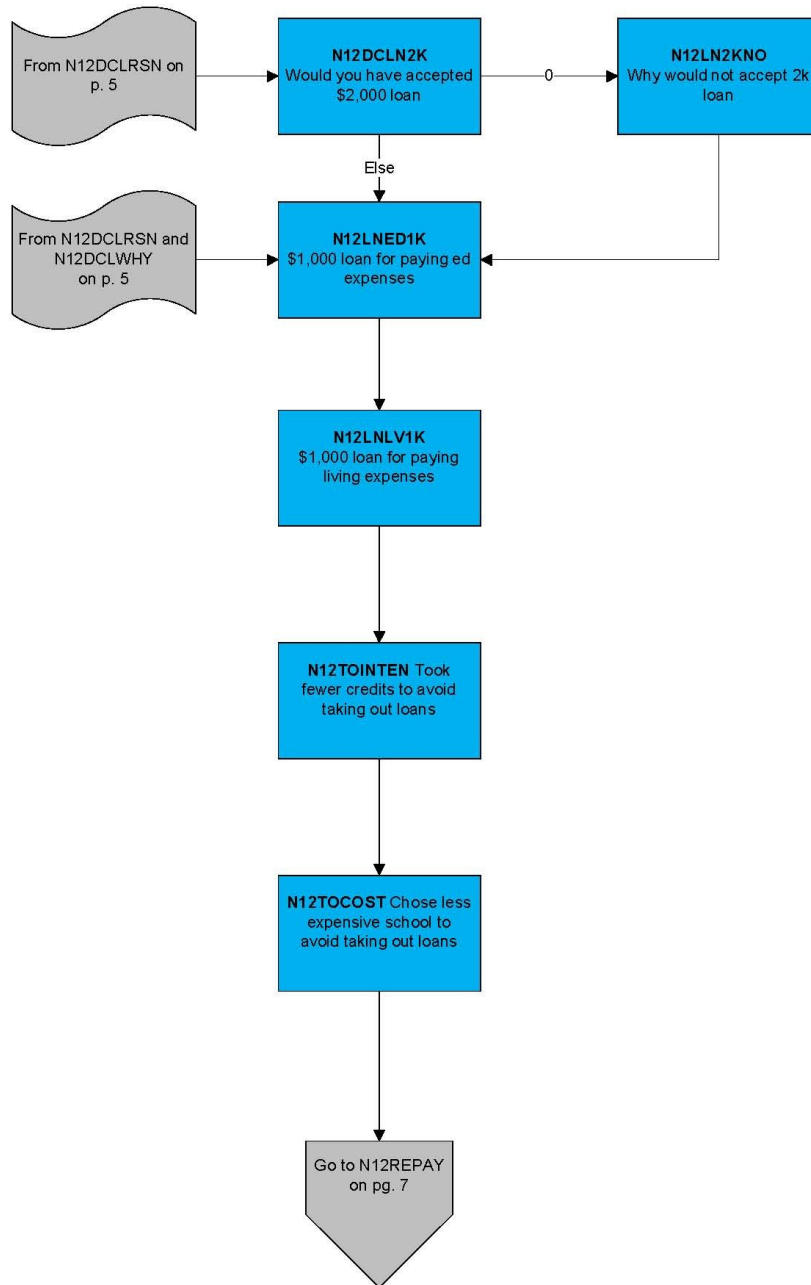 From N12DCLRSN on
p. 5
N12DCLN2K
Would you have accepted
$2,000 loan
0
N12LN2KNO
Why would not accept 2k
loan
Else
From N12DCLRSN and
N12DCLWHY
on p. 5
N12LNED1K
$1,000 loan for paying ed
expenses
N12LNLV1K
$1,000 loan for paying
living expenses
N12TOINTEN Took
fewer credits to avoid
taking out loans
N12TOCOST Chose less
expensive school to
avoid taking out loans
Go to N12REPAY
on pg. 7